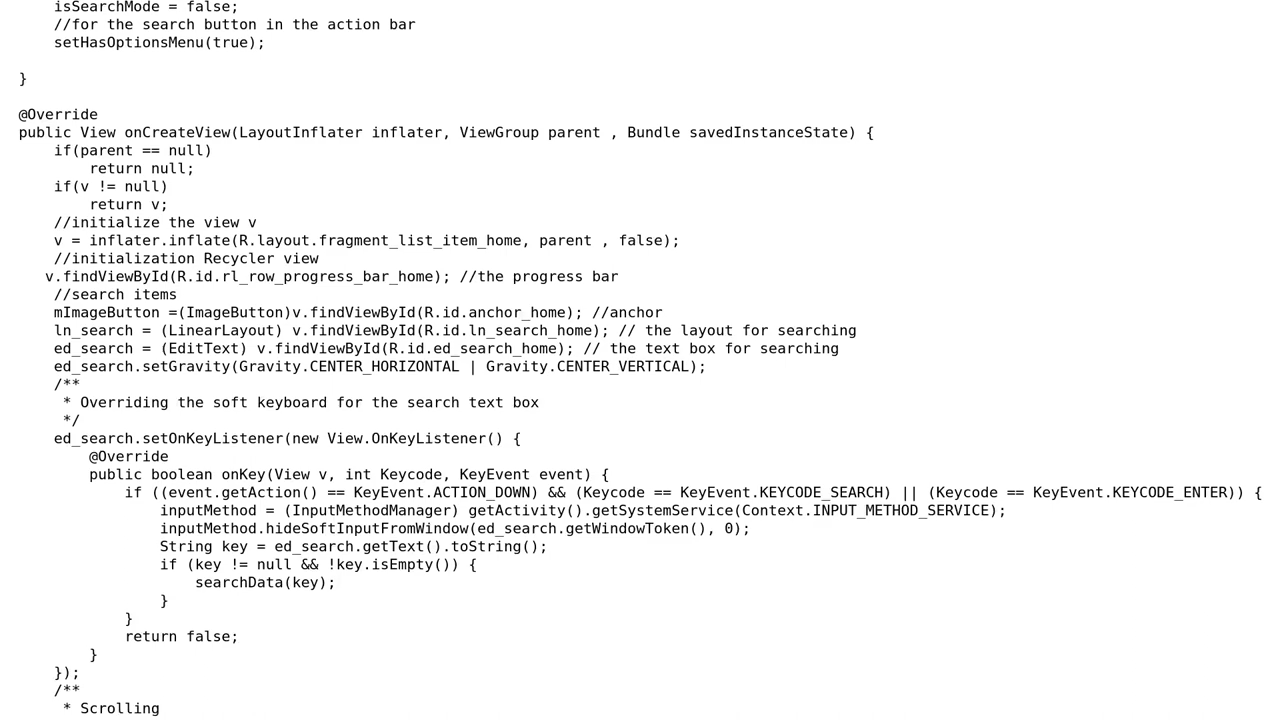 isSearchMode = false;
    //for the search button in the action bar
    setHasOptionsMenu(true);

}

@Override
public View onCreateView(LayoutInflater inflater, ViewGroup parent , Bundle savedInstanceState) {
    if(parent == null)
        return null;
    if(v != null)
        return v;
    //initialize the view v
    v = inflater.inflate(R.layout.fragment_list_item_home, parent , false);
    //initialization Recycler view
   v.findViewById(R.id.rl_row_progress_bar_home); //the progress bar
    //search items
    mImageButton =(ImageButton)v.findViewById(R.id.anchor_home); //anchor
    ln_search = (LinearLayout) v.findViewById(R.id.ln_search_home); // the layout for searching
    ed_search = (EditText) v.findViewById(R.id.ed_search_home); // the text box for searching
    ed_search.setGravity(Gravity.CENTER_HORIZONTAL | Gravity.CENTER_VERTICAL);
    /**
     * Overriding the soft keyboard for the search text box
     */
    ed_search.setOnKeyListener(new View.OnKeyListener() {
        @Override
        public boolean onKey(View v, int Keycode, KeyEvent event) {
            if ((event.getAction() == KeyEvent.ACTION_DOWN) && (Keycode == KeyEvent.KEYCODE_SEARCH) || (Keycode == KeyEvent.KEYCODE_ENTER)) {
                inputMethod = (InputMethodManager) getActivity().getSystemService(Context.INPUT_METHOD_SERVICE);
                inputMethod.hideSoftInputFromWindow(ed_search.getWindowToken(), 0);
                String key = ed_search.getText().toString();
                if (key != null && !key.isEmpty()) {
                    searchData(key);
                }
            }
            return false;
        }
    });
    /**
     * Scrolling